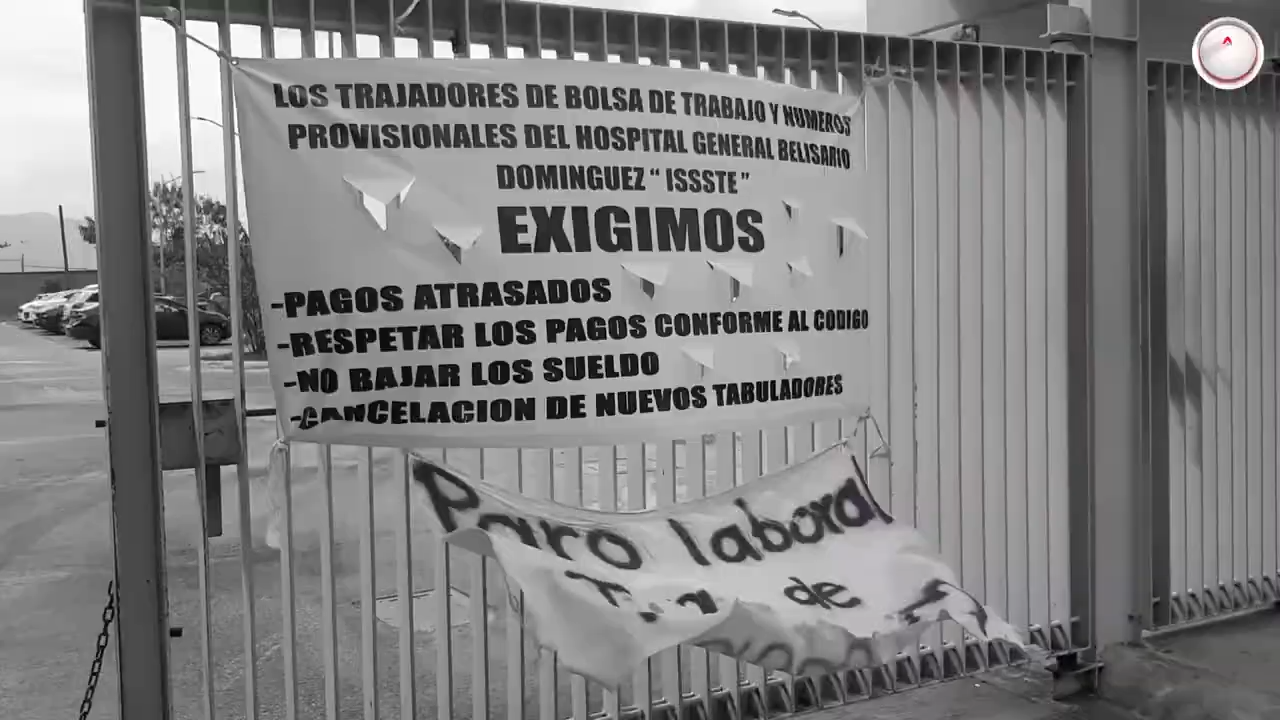 LOS TRAJADORES DE BOLSA DE TRABAJO Y NUMEROS
PROVISIONALES DEL HOSPITAL GENERAL BELISARIO
DOMINGUEZ “ ISSSTE ”
EXIGIMOS
-PAGOS ATRASADOS
-RESPETAR LOS PAGOS CONFORME AL CODIGO
-NO BAJAR LOS SUELDO
-CANCELACION DE NUEVOS TABULADORES
Paro laboral
de